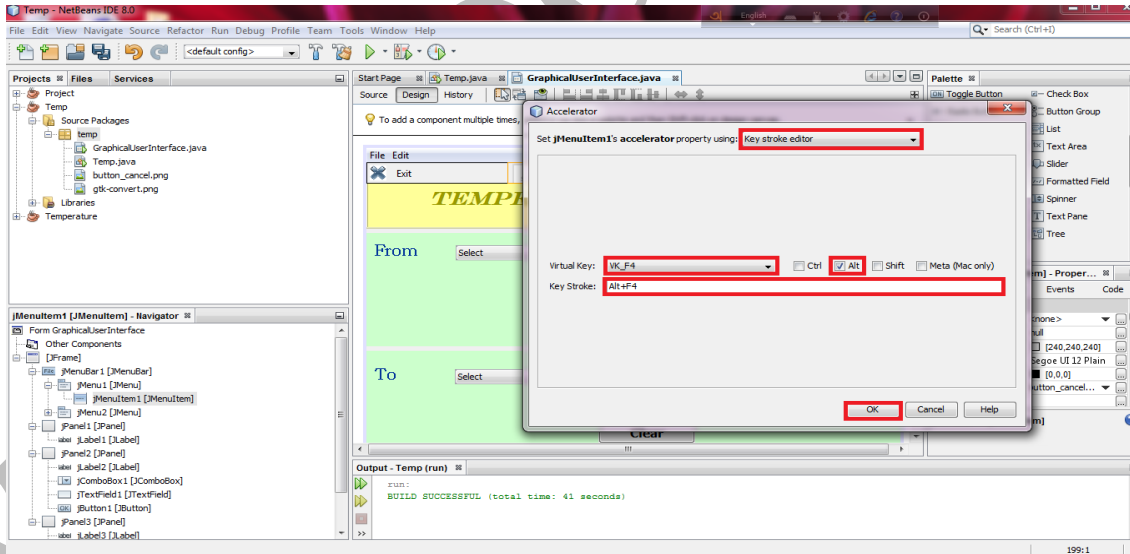 Temp - NetBeans IDE 8.0
English
File Edit View Navigate Source Refactor Run Debug Profile Team Tools Window Help
Search (Ctrl+I)
<default config>
Projects Files Services
Project
Temp
Source Packages
temp
GraphicalUserInterface.java
Temp.java
button_cancel.png
gtk-convert.png
Libraries
Temperature
Start Page Temp.java GraphicalUserInterface.java
Source Design History
To add a component multiple times,
File Edit
Exit
TEMPE
From
Select
To
Select
Clear
Accelerator
Set jMenuItem1's accelerator property using: Key stroke editor
Virtual Key: VK_F4 Ctrl Alt Shift Meta (Mac only)
Key Stroke: Alt+F4
OK Cancel Help
Palette
Toggle Button Check Box
Button Group
List
Text Area
Slider
Formatted Field
Spinner
Text Pane
Tree
em] - Proper...
Events Code
<none>
null
[240,240,240]
Segoe UI 12 Plain
[0,0,0]
button_cancel...
em]
jMenuItem1 [JMenuItem] - Navigator
Form GraphicalUserInterface
Other Components
[JFrame]
jMenuBar1 [JMenuBar]
jMenu1 [JMenu]
jMenuItem1 [JMenuItem]
jMenu2 [JMenu]
jPanel1 [JPanel]
jLabel1 [JLabel]
jPanel2 [JPanel]
jLabel2 [JLabel]
jComboBox1 [JComboBox]
jTextField1 [JTextField]
jButton1 [JButton]
jPanel3 [JPanel]
jLabel3 [JLabel]
Output - Temp (run)
run:
BUILD SUCCESSFUL (total time: 41 seconds)
199:1